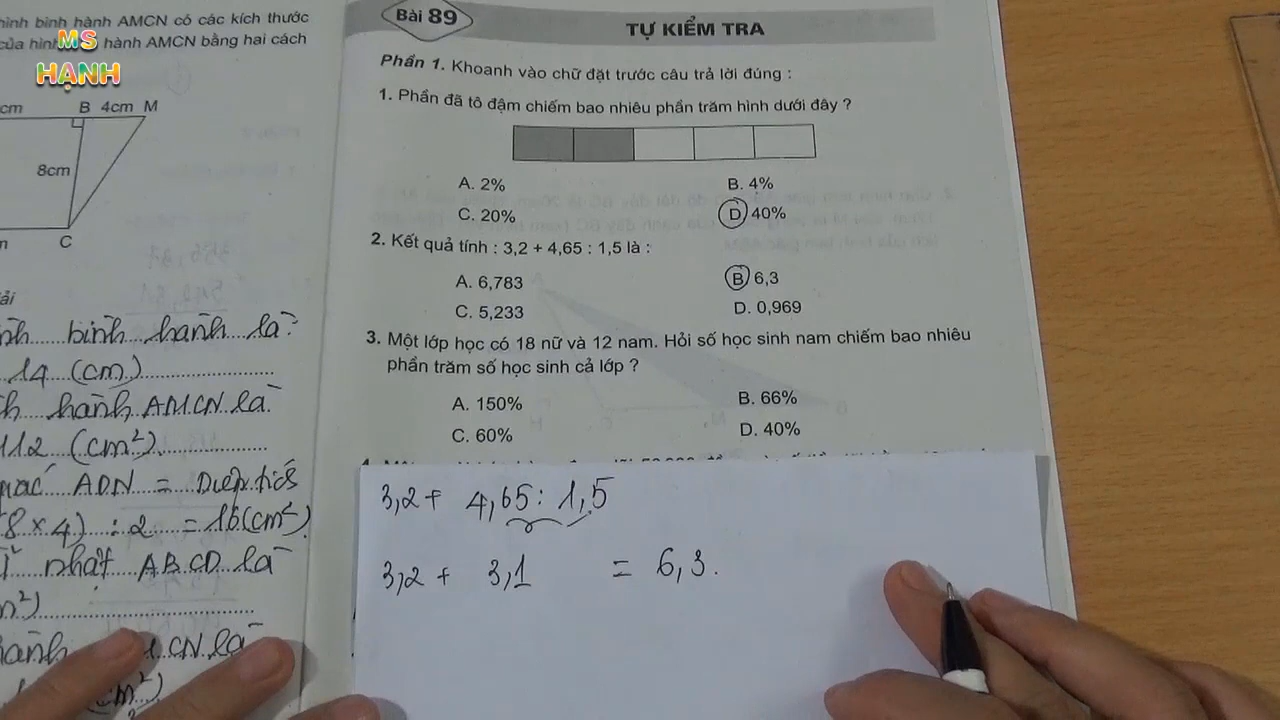 MS
HẠNH
hình bình hành AMCN có các kích thước
của hình hành AMCN bằng hai cách
cm B 4cm M
8cm
C
bình hành là
14 (cm)
hành AMCN là
112 (cm²)
ADN = Diện tích
8 x 4) : 2 = 16(cm²)
nhật ABCD là
CN là
Bài 89
TỰ KIỂM TRA
Phần 1. Khoanh vào chữ đặt trước câu trả lời đúng :
1. Phần đã tô đậm chiếm bao nhiêu phần trăm hình dưới đây ?
A. 2% B. 4%
C. 20% D 40%
2. Kết quả tính : 3,2 + 4,65 : 1,5 là :
A. 6,783 B 6,3
C. 5,233 D. 0,969
3. Một lớp học có 18 nữ và 12 nam. Hỏi số học sinh nam chiếm bao nhiêu
phần trăm số học sinh cả lớp ?
A. 150% B. 66%
C. 60% D. 40%
3,2 + 4,65 : 1,5
3,2 + 3,1 = 6,3.